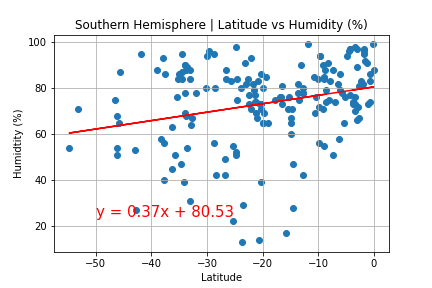 Southern Hemisphere | Latitude vs Humidity (%)
100
80
60
40
20
Humidtity (%)
y = 0.37x + 80.53
−50 −40 −30 −20 −10 0
Latitude